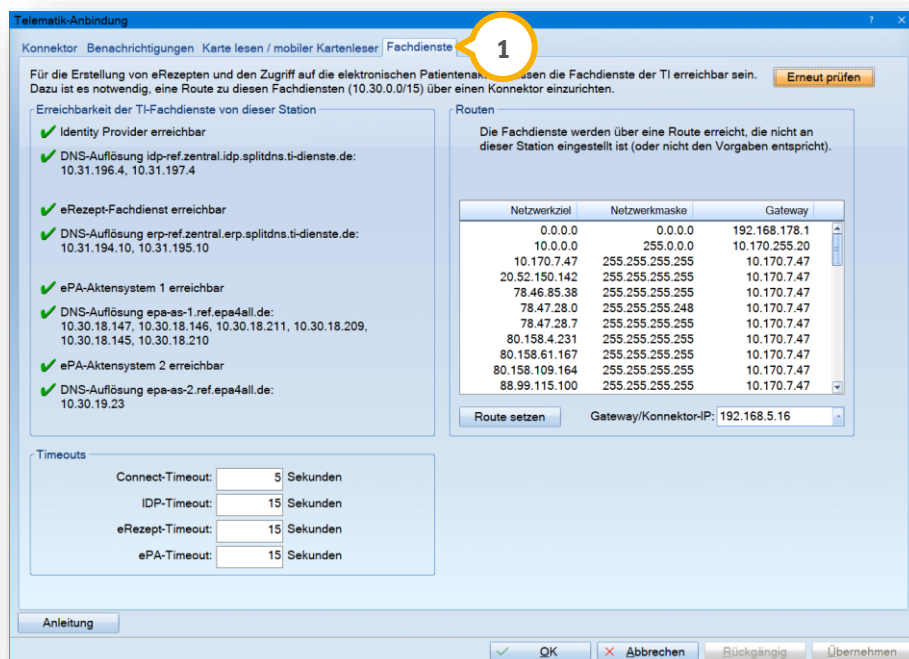 Telematik-Anbindung
? ×
Konnektor Benachrichtigungen Karte lesen / mobiler Kartenleser Fachdienste
1
Für die Erstellung von eRezepten und den Zugriff auf die elektronischen
die Fachdienste der TI erreichbar sein.
Dazu ist es notwendig, eine Route zu diesen Fachdiensten (10.30.0.0/15) über einen Konnektor einzurichten.
Erneut prüfen
Erreichbarkeit der TI-Fachdienste von dieser Station
Identity Provider erreichbar
DNS-Auflösung idp-ref.zentral.idp.splitdns.ti-dienste.de:
10.31.196.4, 10.31.197.4
eRezept-Fachdienst erreichbar
DNS-Auflösung erp-ref.zentral.erp.splitdns.ti-dienste.de:
10.31.194.10, 10.31.195.10
ePA-Aktensystem 1 erreichbar
DNS-Auflösung epa-as-1.ref.epa4all.de:
10.30.18.147, 10.30.18.146, 10.30.18.211, 10.30.18.209,
10.30.18.145, 10.30.18.210
ePA-Aktensystem 2 erreichbar
DNS-Auflösung epa-as-2.ref.epa4all.de:
10.30.19.23
Routen
Die Fachdienste werden über eine Route erreicht, die nicht an
dieser Station eingestellt ist (oder nicht den Vorgaben entspricht).
Netzwerkziel Netzwerkmaske Gateway
0.0.0.0 0.0.0.0 192.168.178.1
10.0.0.0 255.0.0.0 10.170.255.20
10.170.7.47 255.255.255.255 10.170.7.47
20.52.150.142 255.255.255.255 10.170.7.47
78.46.85.38 255.255.255.255 10.170.7.47
78.47.28.0 255.255.255.248 10.170.7.47
78.47.28.7 255.255.255.255 10.170.7.47
80.158.4.231 255.255.255.255 10.170.7.47
80.158.61.167 255.255.255.255 10.170.7.47
80.158.109.164 255.255.255.255 10.170.7.47
88.99.115.100 255.255.255.255 10.170.7.47
Route setzen Gateway/Konnektor-IP: 192.168.5.16
Timeouts
Connect-Timeout: 5 Sekunden
IDP-Timeout: 15 Sekunden
eRezept-Timeout: 15 Sekunden
ePA-Timeout: 15 Sekunden
Anleitung
OK Abbrechen Rückgängig Übernehmen